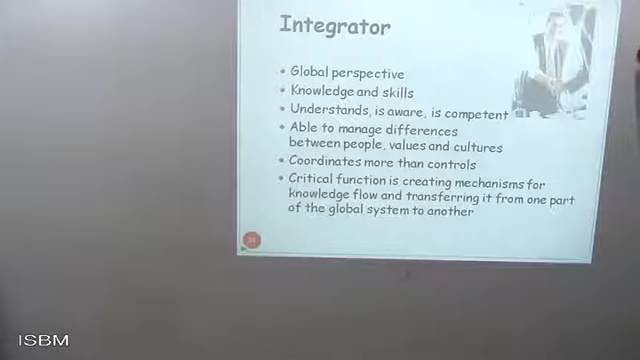 Integrator
• Global perspective
• Knowledge and skills
• Understands, is aware, is competent
• Able to manage differences
between people, values and cultures
• Coordinates more than controls
• Critical function is creating mechanisms for
knowledge flow and transferring it from one part
of the global system to another
ISBM